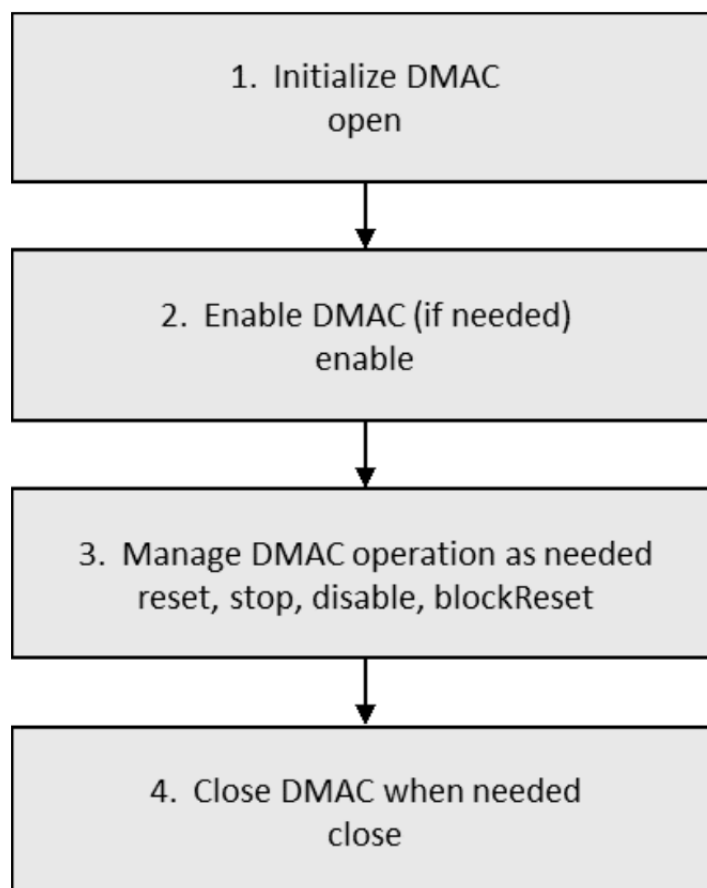 1. Initialize DMAC
open
2. Enable DMAC (if needed)
enable
3. Manage DMAC operation as needed
reset, stop, disable, blockReset
4. Close DMAC when needed
close